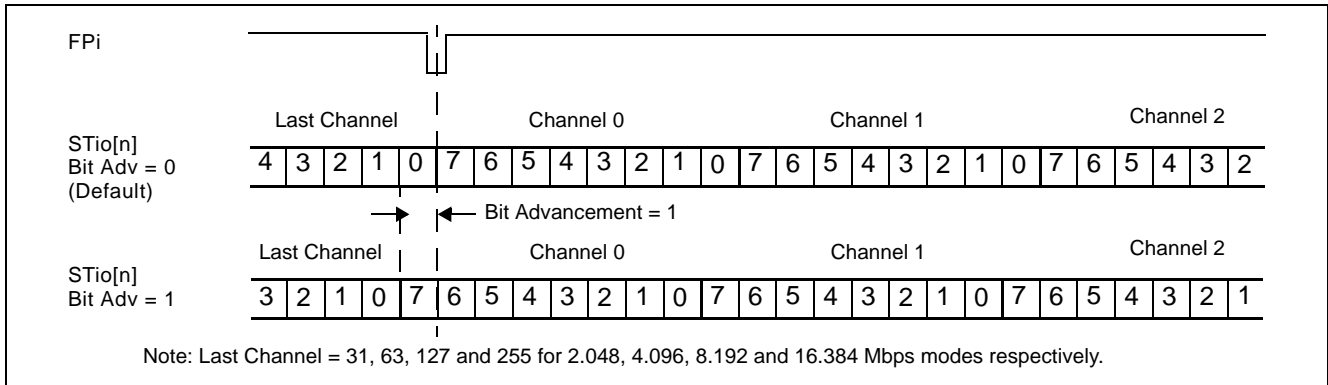 FPi
Last Channel Channel 0 Channel 1 Channel 2
STio[n]
Bit Adv = 0
(Default)
4 3 2 1 0 7 6 5 4 3 2 1 0 7 6 5 4 3 2 1 0 7 6 5 4 3 2
Bit Advancement = 1
Last Channel Channel 0 Channel 1 Channel 2
STio[n]
Bit Adv = 1
3 2 1 0 7 6 5 4 3 2 1 0 7 6 5 4 3 2 1 0 7 6 5 4 3 2 1
Note: Last Channel = 31, 63, 127 and 255 for 2.048, 4.096, 8.192 and 16.384 Mbps modes respectively.